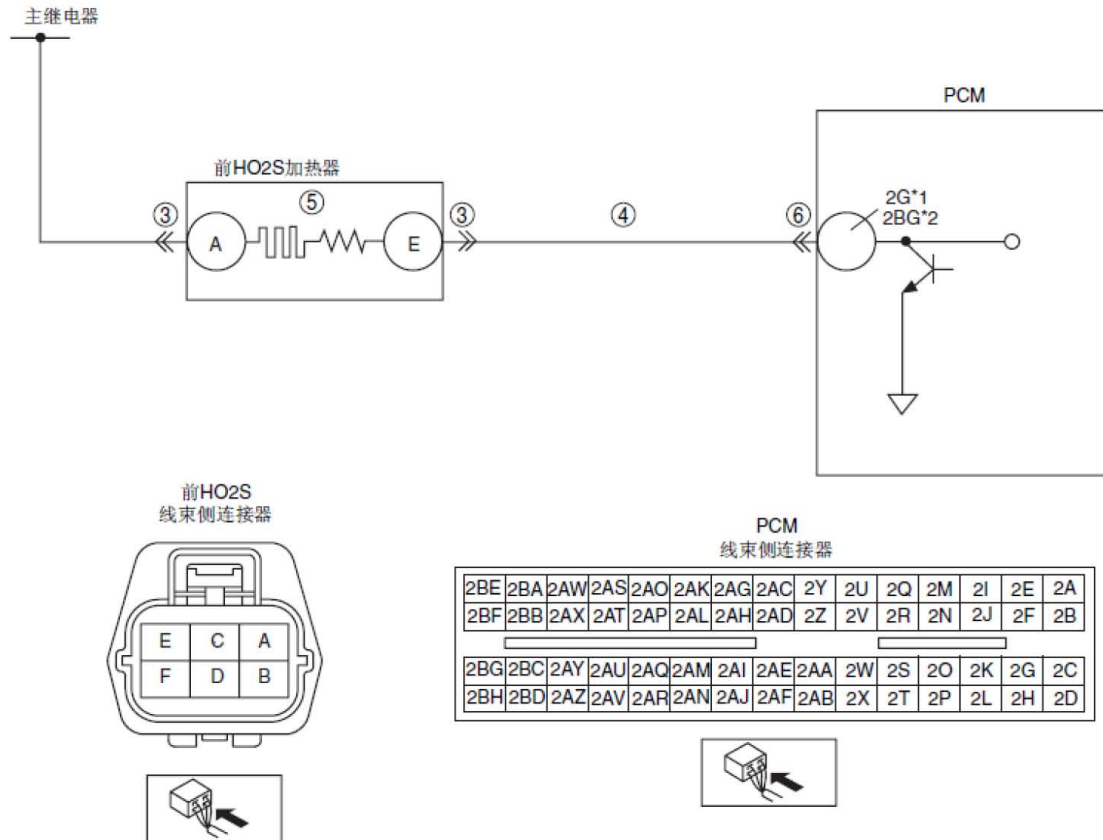 主继电器
PCM
前HO2S加热器
③ ⑤ ③ ④ ⑥
2G*1
2BG*2
A E
前HO2S
线束侧连接器
E C A
F D B
PCM
线束侧连接器
2BE 2BA 2AW 2AS 2AO 2AK 2AG 2AC 2Y 2U 2Q 2M 2I 2E 2A
2BF 2BB 2AX 2AT 2AP 2AL 2AH 2AD 2Z 2V 2R 2N 2J 2F 2B
2BG 2BC 2AY 2AU 2AQ 2AM 2AI 2AE 2AA 2W 2S 2O 2K 2G 2C
2BH 2BD 2AZ 2AV 2AR 2AN 2AJ 2AF 2AB 2X 2T 2P 2L 2H 2D